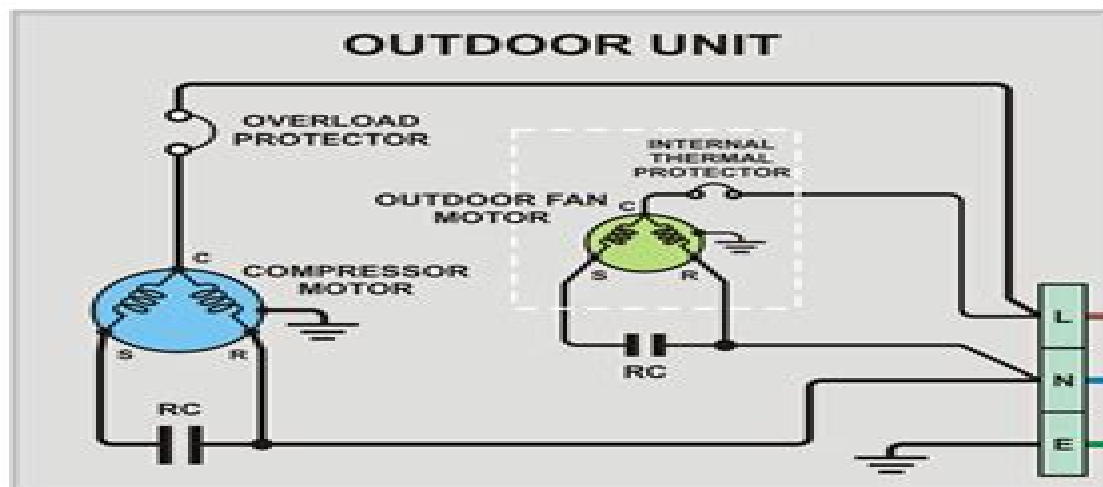 OUTDOOR UNIT
OVERLOAD
PROTECTOR
INTERNAL
THERMAL
PROTECTOR
OUTDOOR FAN
MOTOR
C
S
R
RC
C
COMPRESSOR
MOTOR
S
R
RC
L
N
E